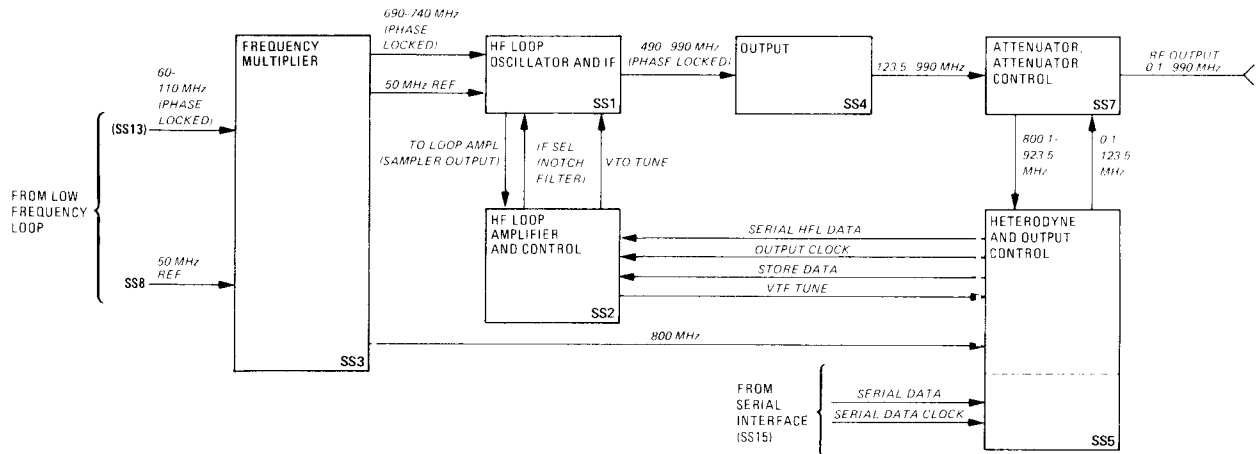 690-740 MHz
(PHASE
LOCKED)
FREQUENCY
MULTIPLIER
HF LOOP
OSCILLATOR AND IF
490 990 MHz
(PHASE LOCKED)
OUTPUT
123.5 990 MHz
ATTENUATOR,
ATTENUATOR
CONTROL
RF OUTPUT
0.1 990 MHz
60-
110 MHz
(PHASE
LOCKED)
(SS13)
50 MHz REF
SS1
SS4
SS7
TO LOOP AMPL
(SAMPLER OUTPUT)
IF SEL
(NOTCH
FILTER)
VTO TUNE
800 1-
923.5
MHz
0.1
123.5
MHz
FROM LOW
FREQUENCY
LOOP
HF LOOP
AMPLIFIER
AND CONTROL
SERIAL HFL DATA
OUTPUT CLOCK
STORE DATA
VTF TUNE
HETERODYNE
AND OUTPUT
CONTROL
50 MHz
REF
SS8
SS2
800 MHz
SS3
FROM
SERIAL
INTERFACE
(SS15)
SERIAL DATA
SERIAL DATA CLOCK
SS5